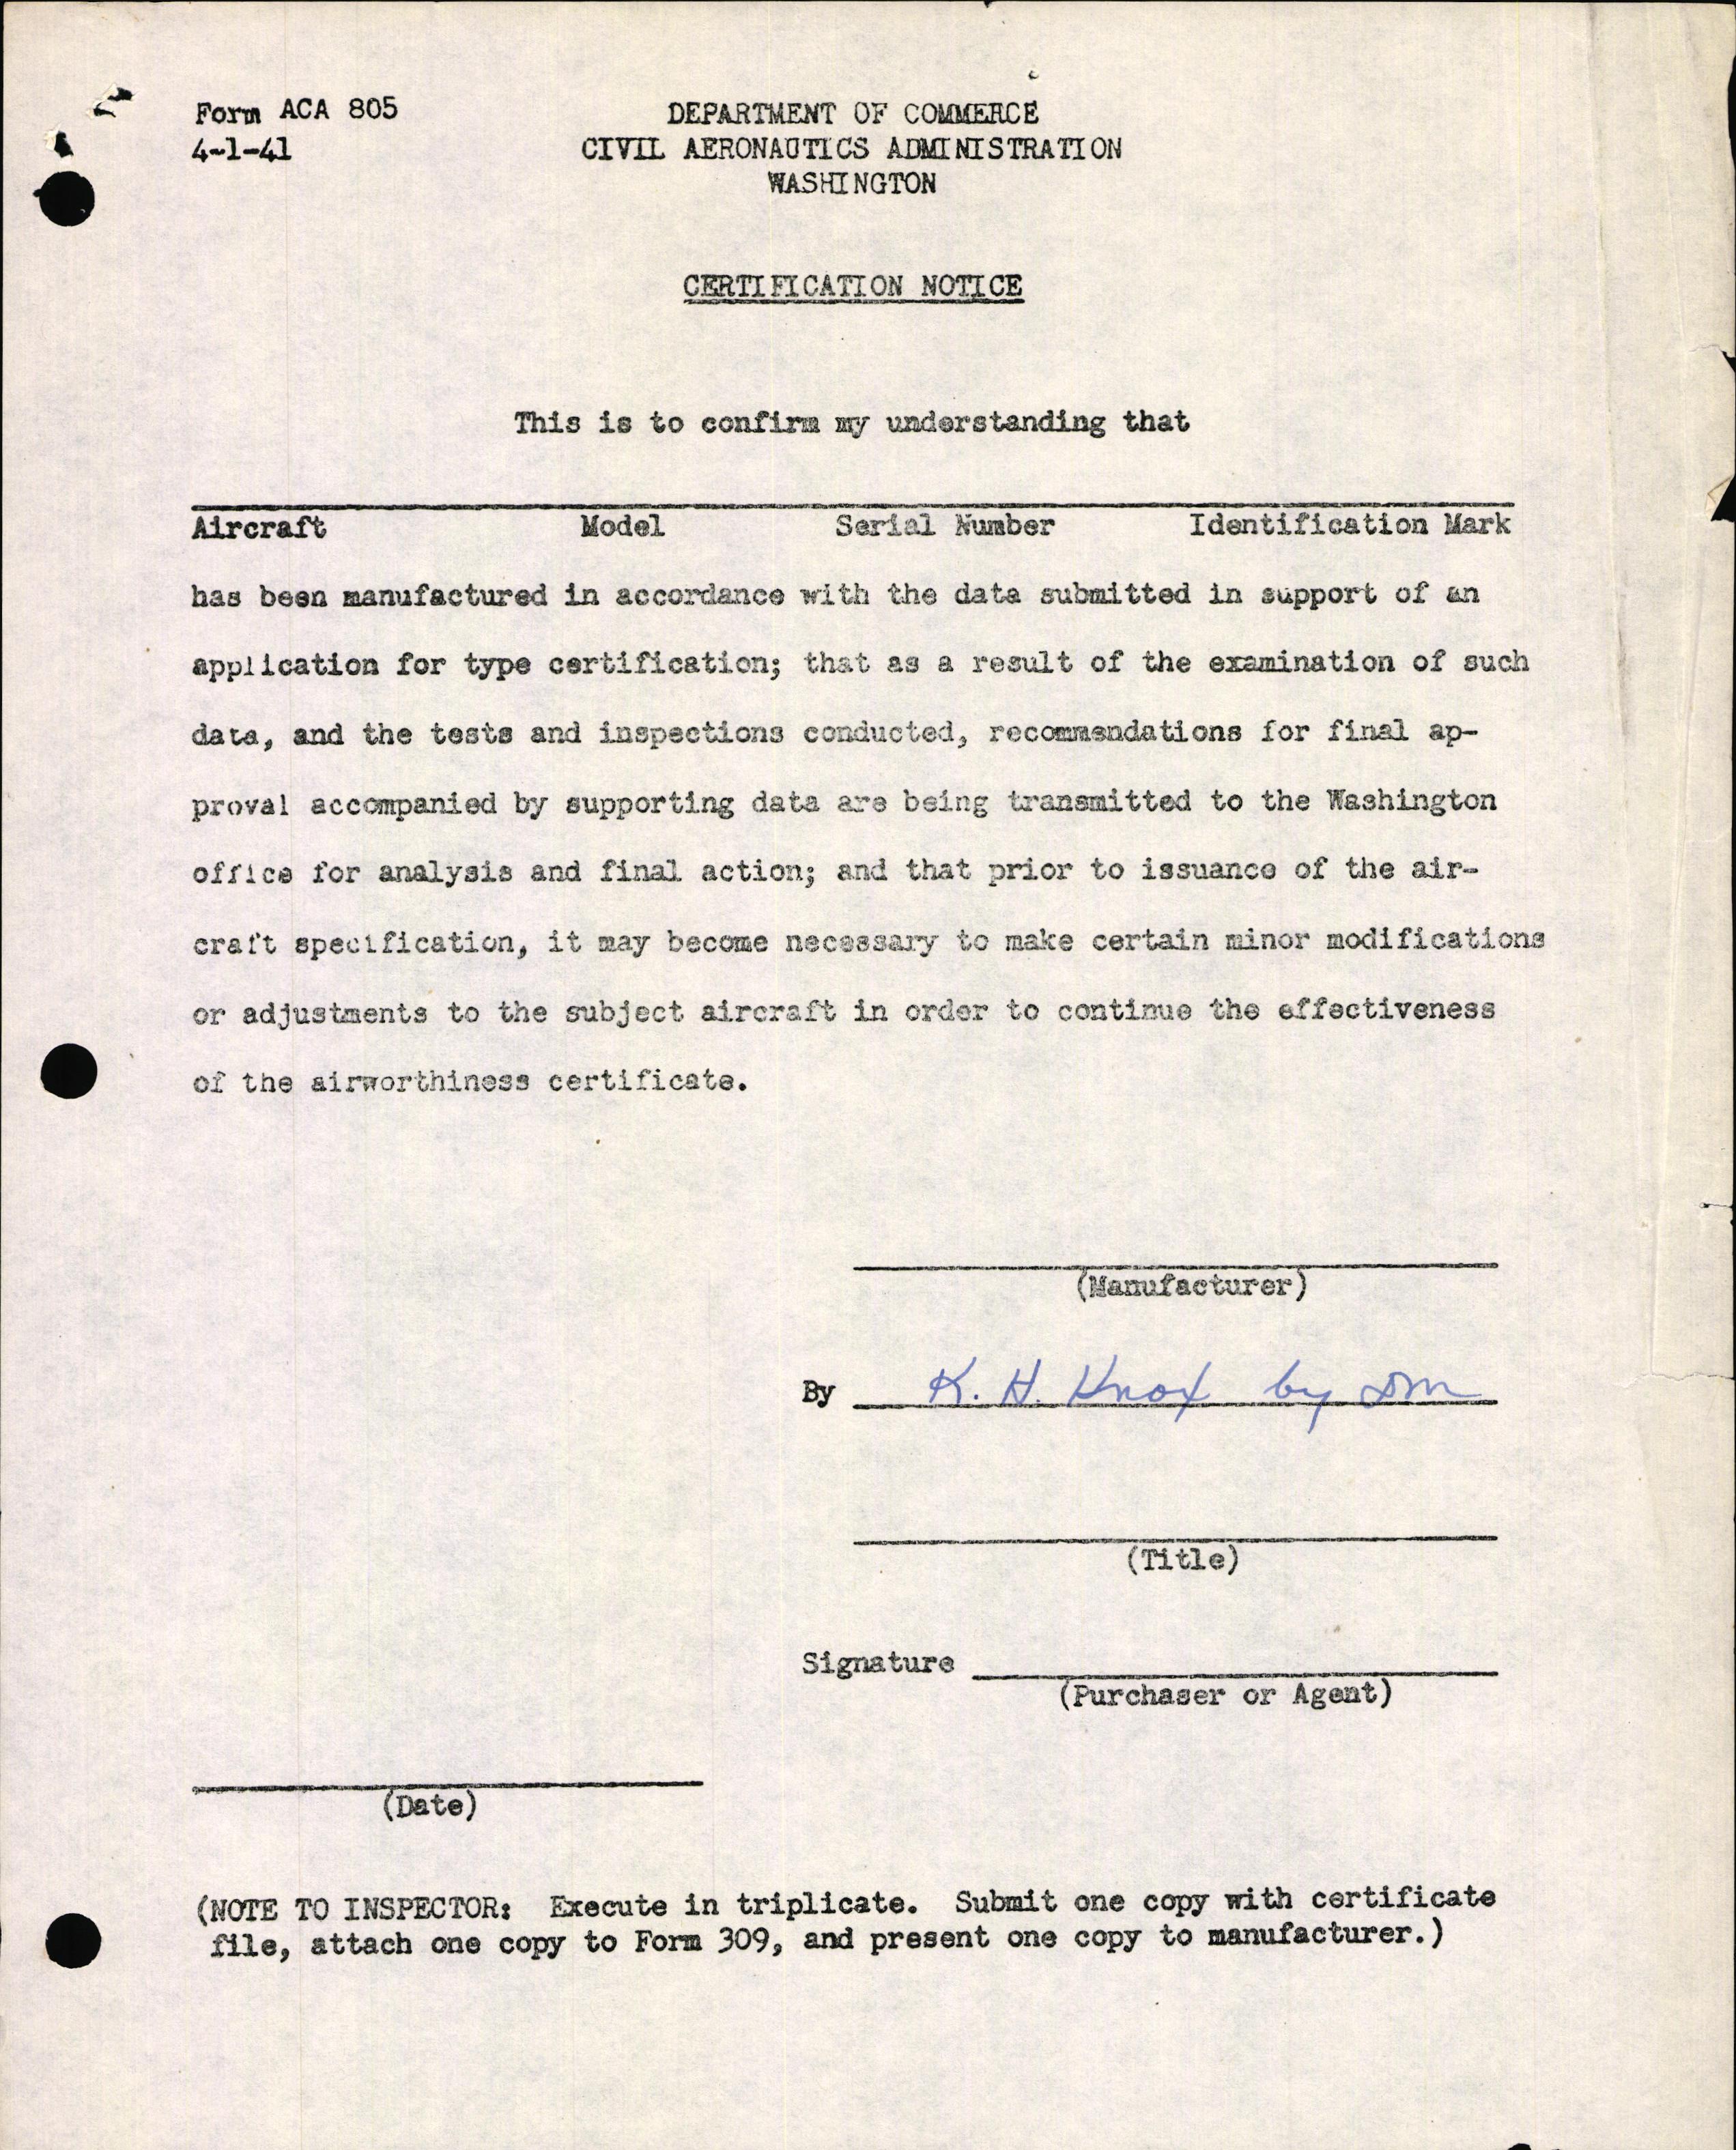 Form ACA 805
4-1-41
DEPARTMENT OF COMMERCE
CIVIL AERONAUTICS ADMINISTRATION
WASHINGTON
CERTIFICATION NOTICE
This is to confirm my understanding that
Aircraft Model Serial Number Identification Mark
has been manufactured in accordance with the data submitted in support of an
application for type certification; that as a result of the examination of such
data, and the tests and inspections conducted, recommendations for final ap-
proval accompanied by supporting data are being transmitted to the Washington
office for analysis and final action; and that prior to issuance of the air-
craft specification, it may become necessary to make certain minor modifications
or adjustments to the subject aircraft in order to continue the effectiveness
of the airworthiness certificate.
(Manufacturer)
By K. H. Knox by
(Title)
Signature
(Purchaser or Agent)
(Date)
(NOTE TO INSPECTOR: Execute in triplicate. Submit one copy with certificate
file, attach one copy to Form 309, and present one copy to manufacturer.)